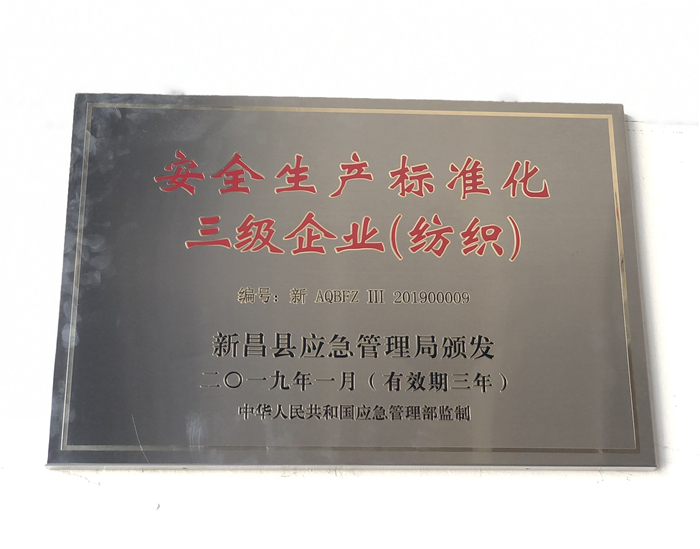 安全生产标准化
三级企业(纺织)
编号: 新 AQBFZ III 201900009
新昌县应急管理局颁发
二〇一九年一月(有效期三年)
中华人民共和国应急管理部监制